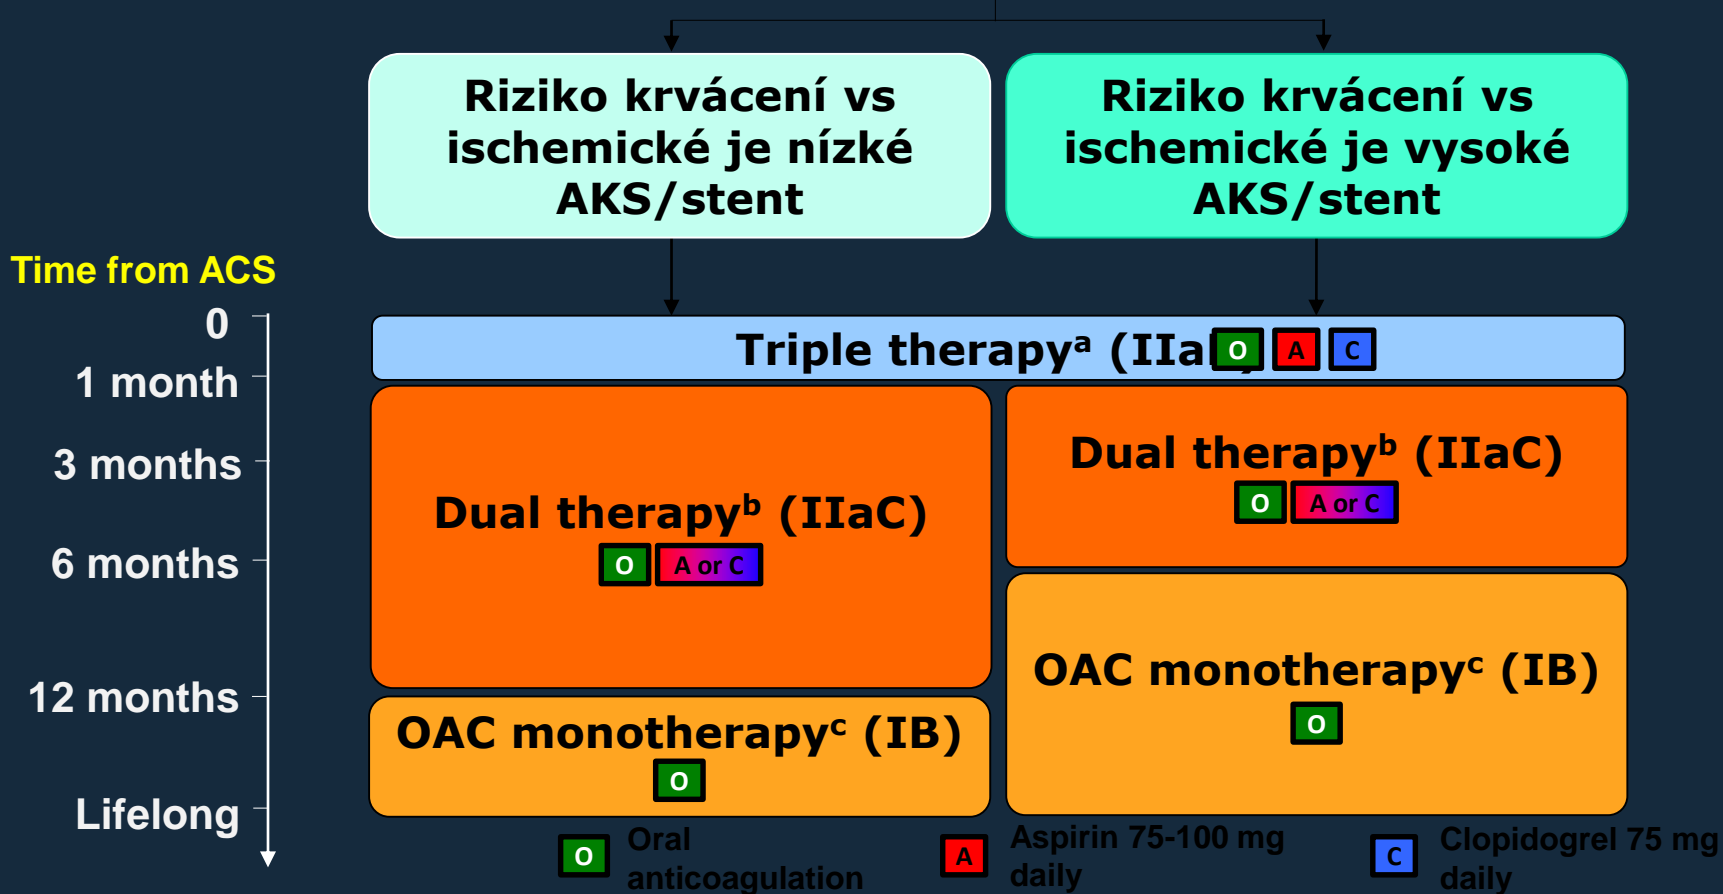 Riziko krvácení vs
ischemické je nízké
AKS/stent
Riziko krvácení vs
ischemické je vysoké
AKS/stent
Time from ACS
0
1 month
3 months
6 months
12 months
Lifelong
Triple therapyᵃ (IIa
O A C
Dual therapyᵇ (IIaC)
O A or C
Dual therapyᵇ (IIaC)
O A or C
OAC monotherapyᶜ (IB)
O
OAC monotherapyᶜ (IB)
O
O Oral
anticoagulation
A Aspirin 75-100 mg
daily
C Clopidogrel 75 mg
daily